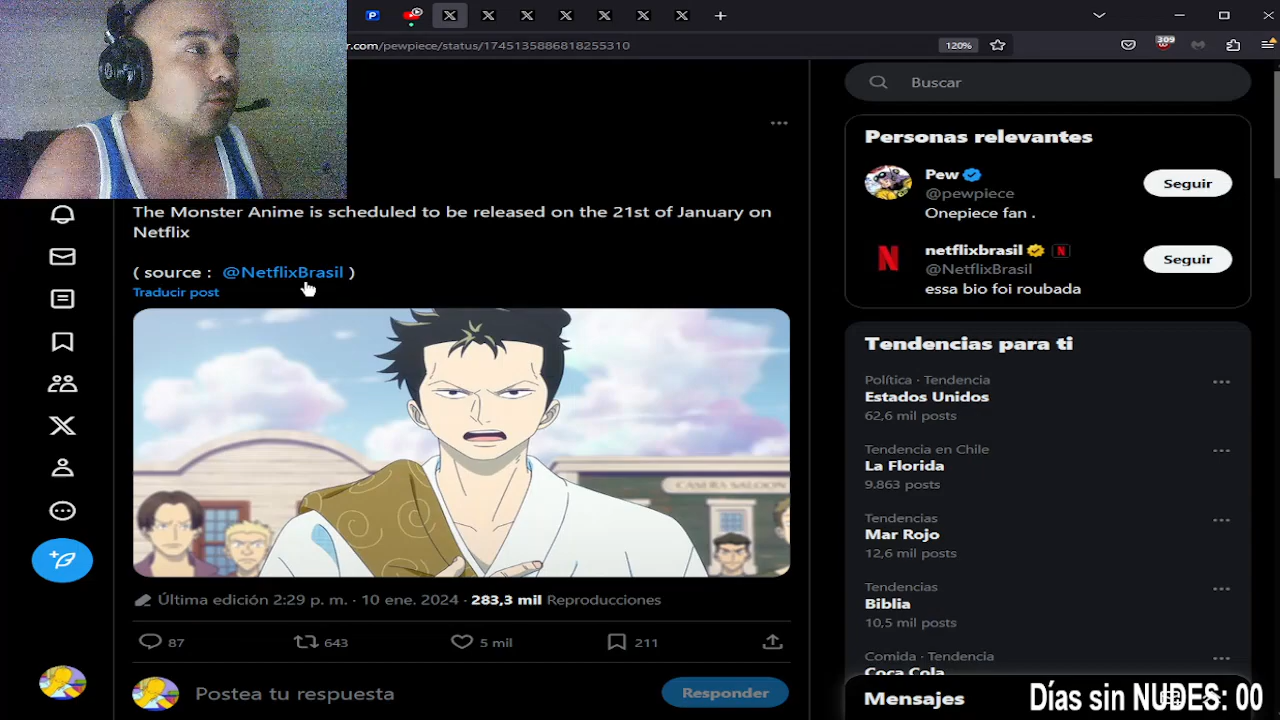 309
.com/pewpiece/status/1745135886818255310
120%
Buscar
The Monster Anime is scheduled to be released on the 21st of January on
Netflix
( source : @NetflixBrasil )
Traducir post
CASERA SALOON
Última edición 2:29 p. m. · 10 ene. 2024 · 283,3 mil Reproducciones
87
643
5 mil
211
Postea tu respuesta
Responder
Personas relevantes
Pew
@pewpiece
Onepiece fan .
Seguir
netflixbrasil
@NetflixBrasil
essa bio foi roubada
Seguir
Tendencias para ti
Política · Tendencia
Estados Unidos
62,6 mil posts
Tendencia en Chile
La Florida
9.863 posts
Tendencias
Mar Rojo
12,6 mil posts
Tendencias
Biblia
10,5 mil posts
Comida · Tendencia
Coca Cola
Mensajes
Días sin NUDES: 00